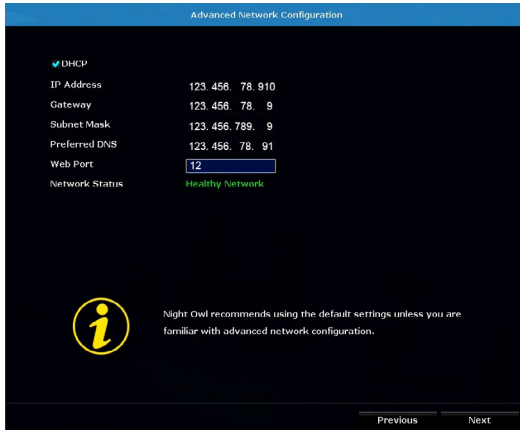 Advanced Network Configuration
DHCP
IP Address 123. 456. 78. 910
Gateway 123. 456. 78. 9
Subnet Mask 123. 456. 789. 9
Preferred DNS 123. 456. 78. 91
Web Port 12
Network Status Healthy Network
Night Owl recommends using the default settings unless you are
familiar with advanced network configuration.
Previous Next